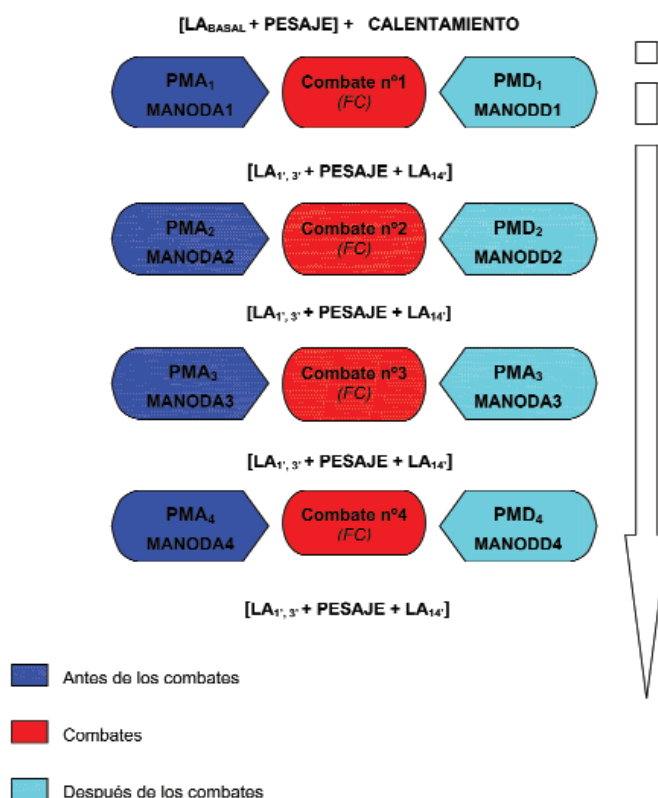 [LA BASAL + PESAJE] + CALENTAMIENTO
PMA1 Combate nº1 PMD1
MANODA1 (FC) MANODD1
[LA1', 3' + PESAJE + LA14']
PMA2 Combate nº2 PMD2
MANODA2 (FC) MANODD2
[LA1', 3' + PESAJE + LA14']
PMA3 Combate nº3 PMA3
MANODA3 (FC) MANODA3
[LA1', 3' + PESAJE + LA14']
PMA4 Combate nº4 PMD4
MANODA4 (FC) MANODD4
[LA1', 3' + PESAJE + LA14']
Antes de los combates
Combates
Después de los combates